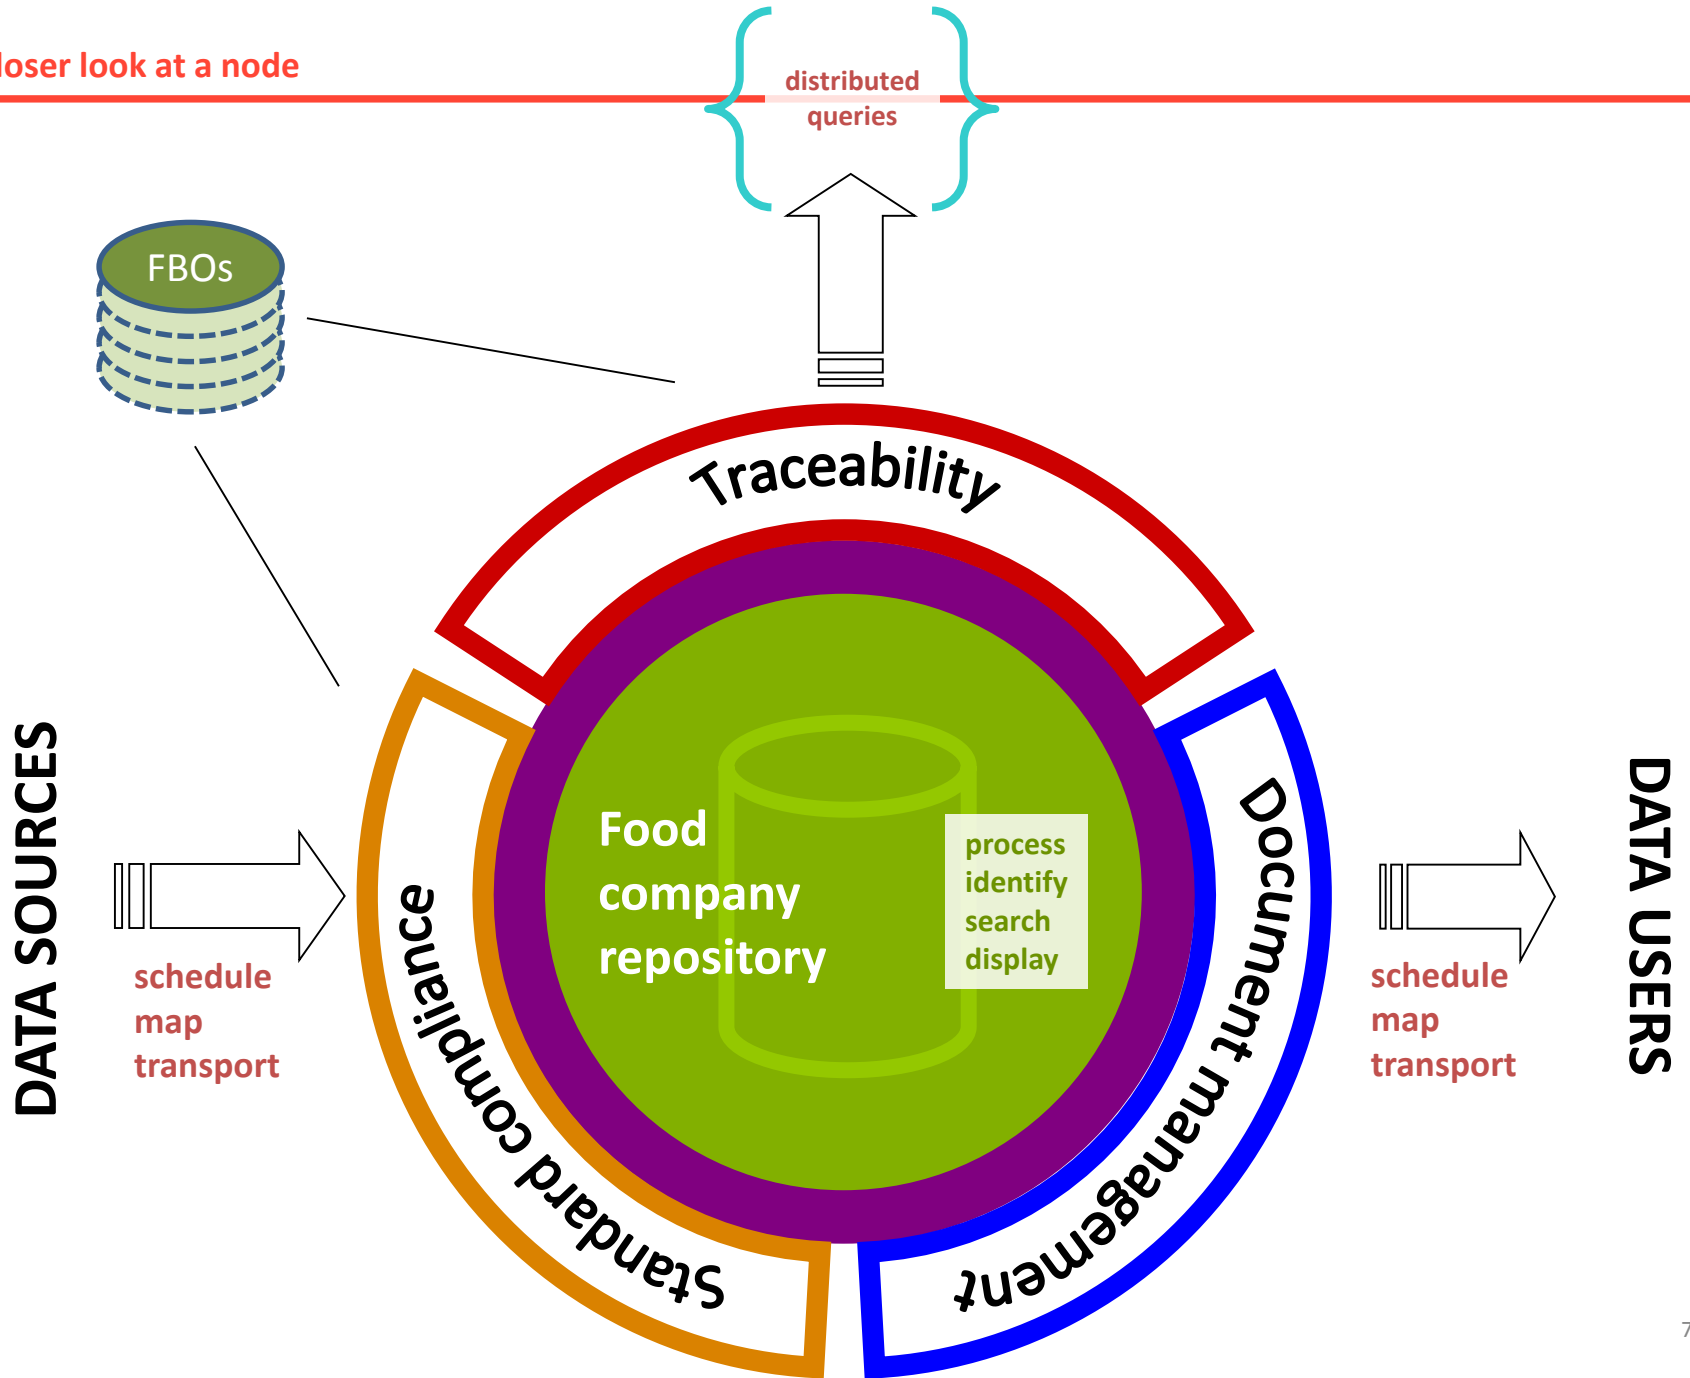 loser look at a node
distributed
queries
FBOs
Traceability
DATA SOURCES
schedule
map
transport
Standard compliance
Food
company
repository
process
identify
search
display
Document management
schedule
map
transport
DATA USERS
7